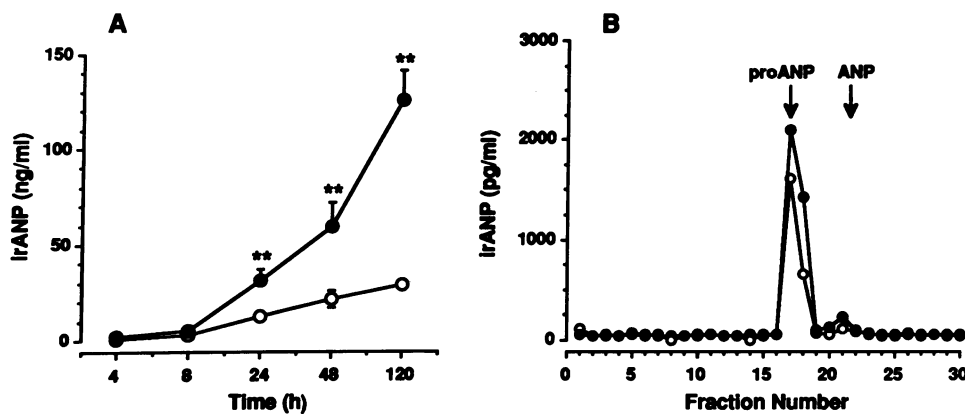 A
150
100
50
0
irANP (ng/ml)
**
**
**
4 8 24 48 120
Time (h)
B
3000
2000
1000
0
irANP (pg/ml)
proANP ANP
0 5 10 15 20 25 30
Fraction Number